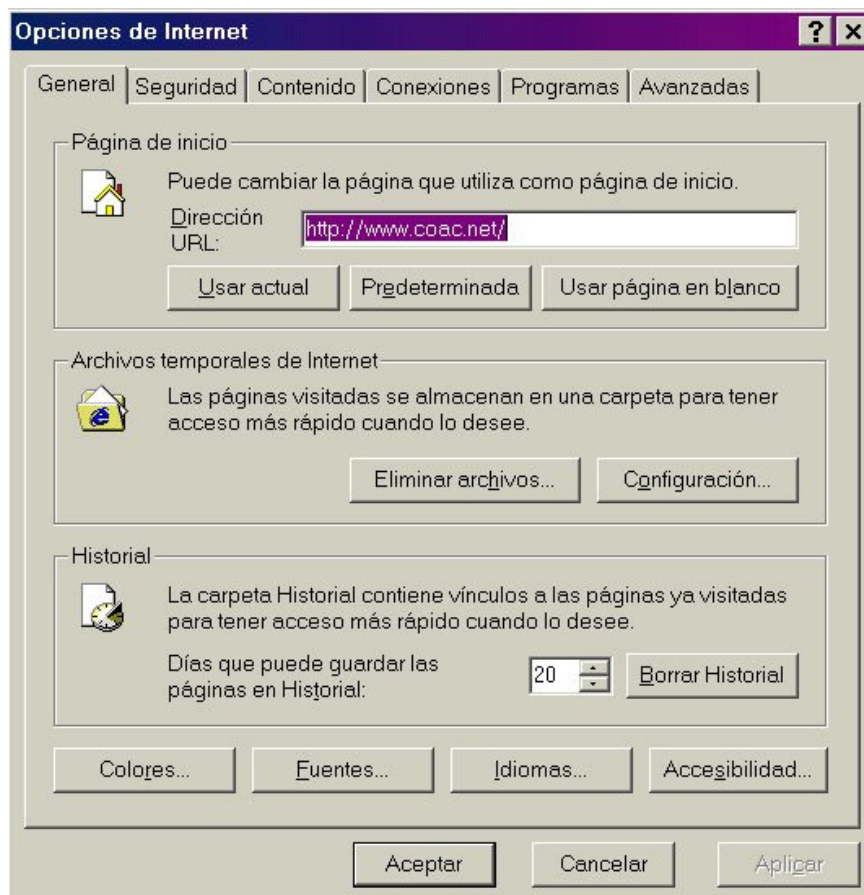 Opciones de Internet
General Seguridad Contenido Conexiones Programas Avanzadas
Página de inicio
Puede cambiar la página que utiliza como página de inicio.
Dirección
URL:
http://www.coac.net/
Usar actual Predeterminada Usar página en blanco
Archivos temporales de Internet
Las páginas visitadas se almacenan en una carpeta para tener
acceso más rápido cuando lo desee.
Eliminar archivos... Configuración...
Historial
La carpeta Historial contiene vínculos a las páginas ya visitadas
para tener acceso más rápido cuando lo desee.
Días que puede guardar las
páginas en Historial:
20 Borrar Historial
Colores... Fuentes... Idiomas... Accesibilidad...
Aceptar Cancelar Aplicar